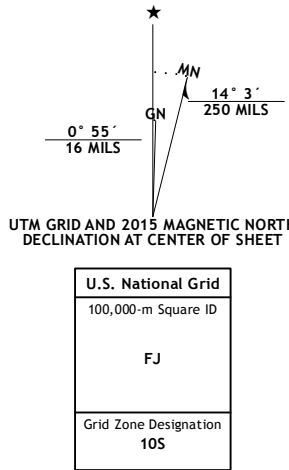 MN
GN
14° 3´
250 MILS
0° 55´
16 MILS
UTM GRID AND 2015 MAGNETIC NORTH
DECLINATION AT CENTER OF SHEET
U.S. National Grid
100,000-m Square ID
FJ
Grid Zone Designation
10S